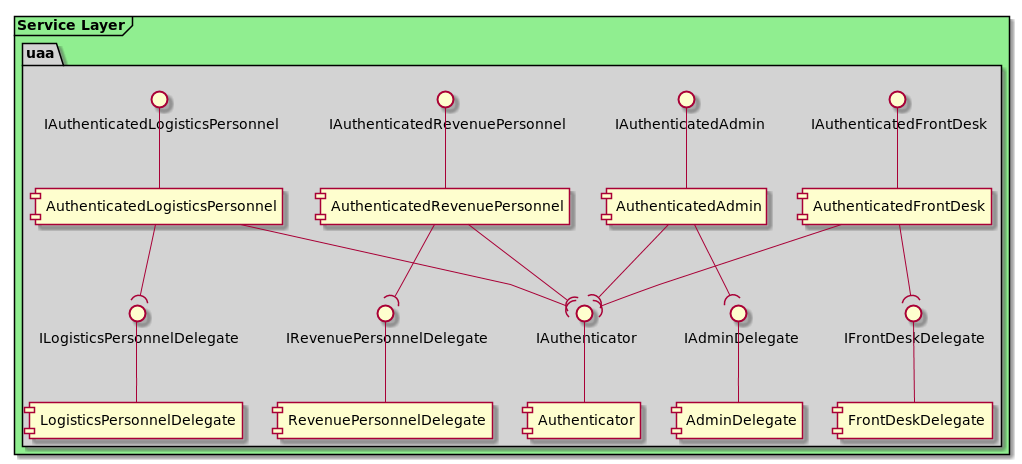 Service Layer
uaa
IAuthenticatedLogisticsPersonnel
IAuthenticatedRevenuePersonnel
IAuthenticatedAdmin
IAuthenticatedFrontDesk
AuthenticatedLogisticsPersonnel
AuthenticatedRevenuePersonnel
AuthenticatedAdmin
AuthenticatedFrontDesk
ILogisticsPersonnelDelegate
IRevenuePersonnelDelegate
IAuthenticator
IAdminDelegate
IFrontDeskDelegate
LogisticsPersonnelDelegate
RevenuePersonnelDelegate
Authenticator
AdminDelegate
FrontDeskDelegate